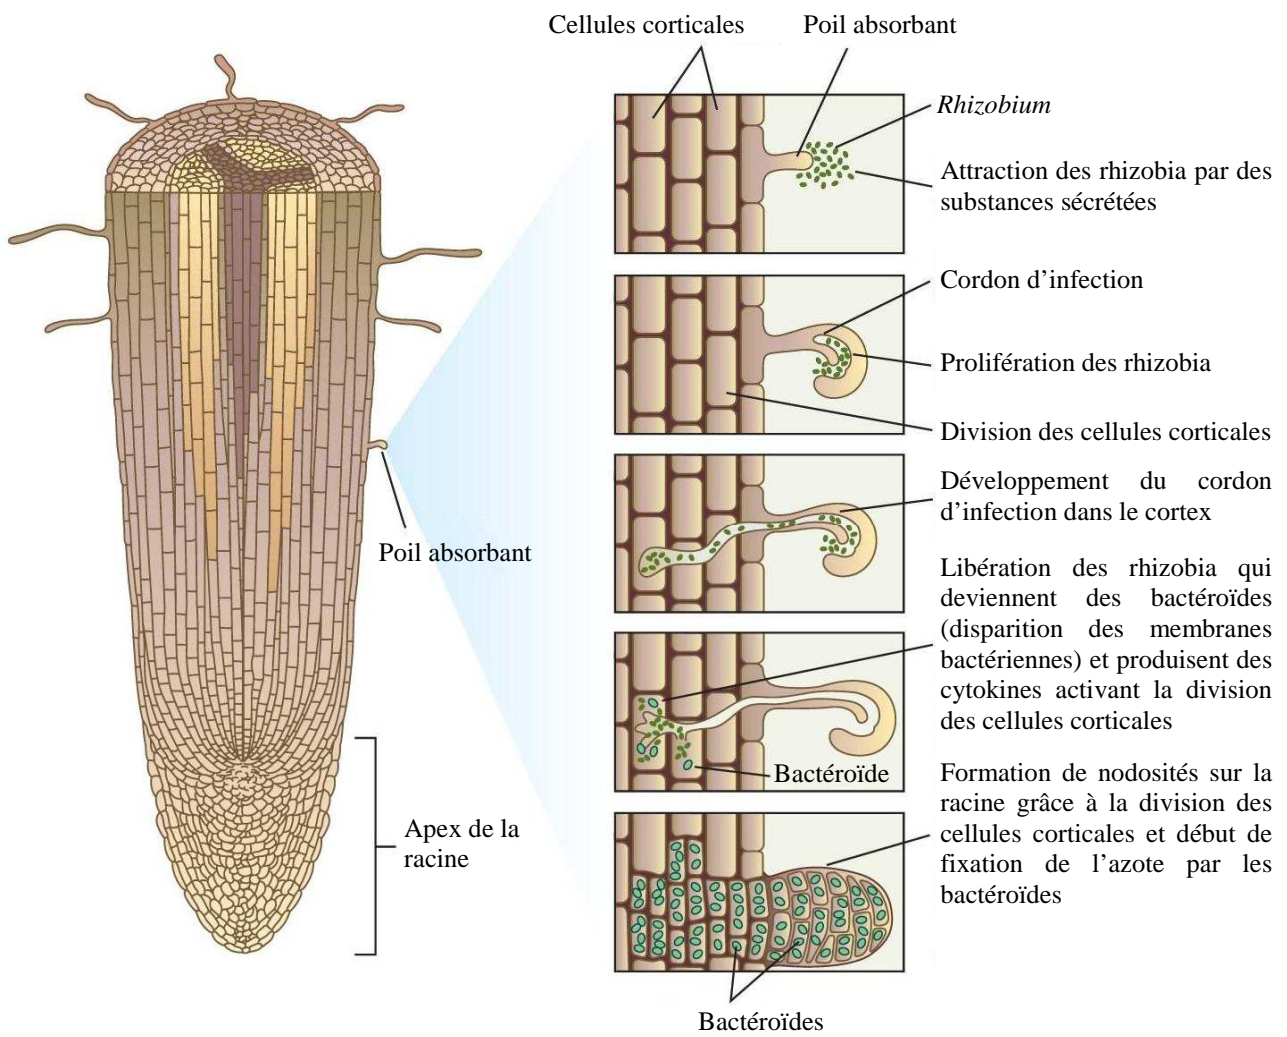 Cellules corticales
Poil absorbant
Rhizobium
Attraction des rhizobia par des
substances sécrétées
Cordon d’infection
Prolifération des rhizobia
Division des cellules corticales
Développement du cordon
d’infection dans le cortex
Poil absorbant
Libération des rhizobia qui
deviennent des bactéroïdes
(disparition des membranes
bactériennes) et produisent des
cytokines activant la division
des cellules corticales
Bactéroïde
Formation de nodosités sur la
racine grâce à la division des
cellules corticales et début de
fixation de l’azote par les
bactéroïdes
Apex de la
racine
Bactéroïdes